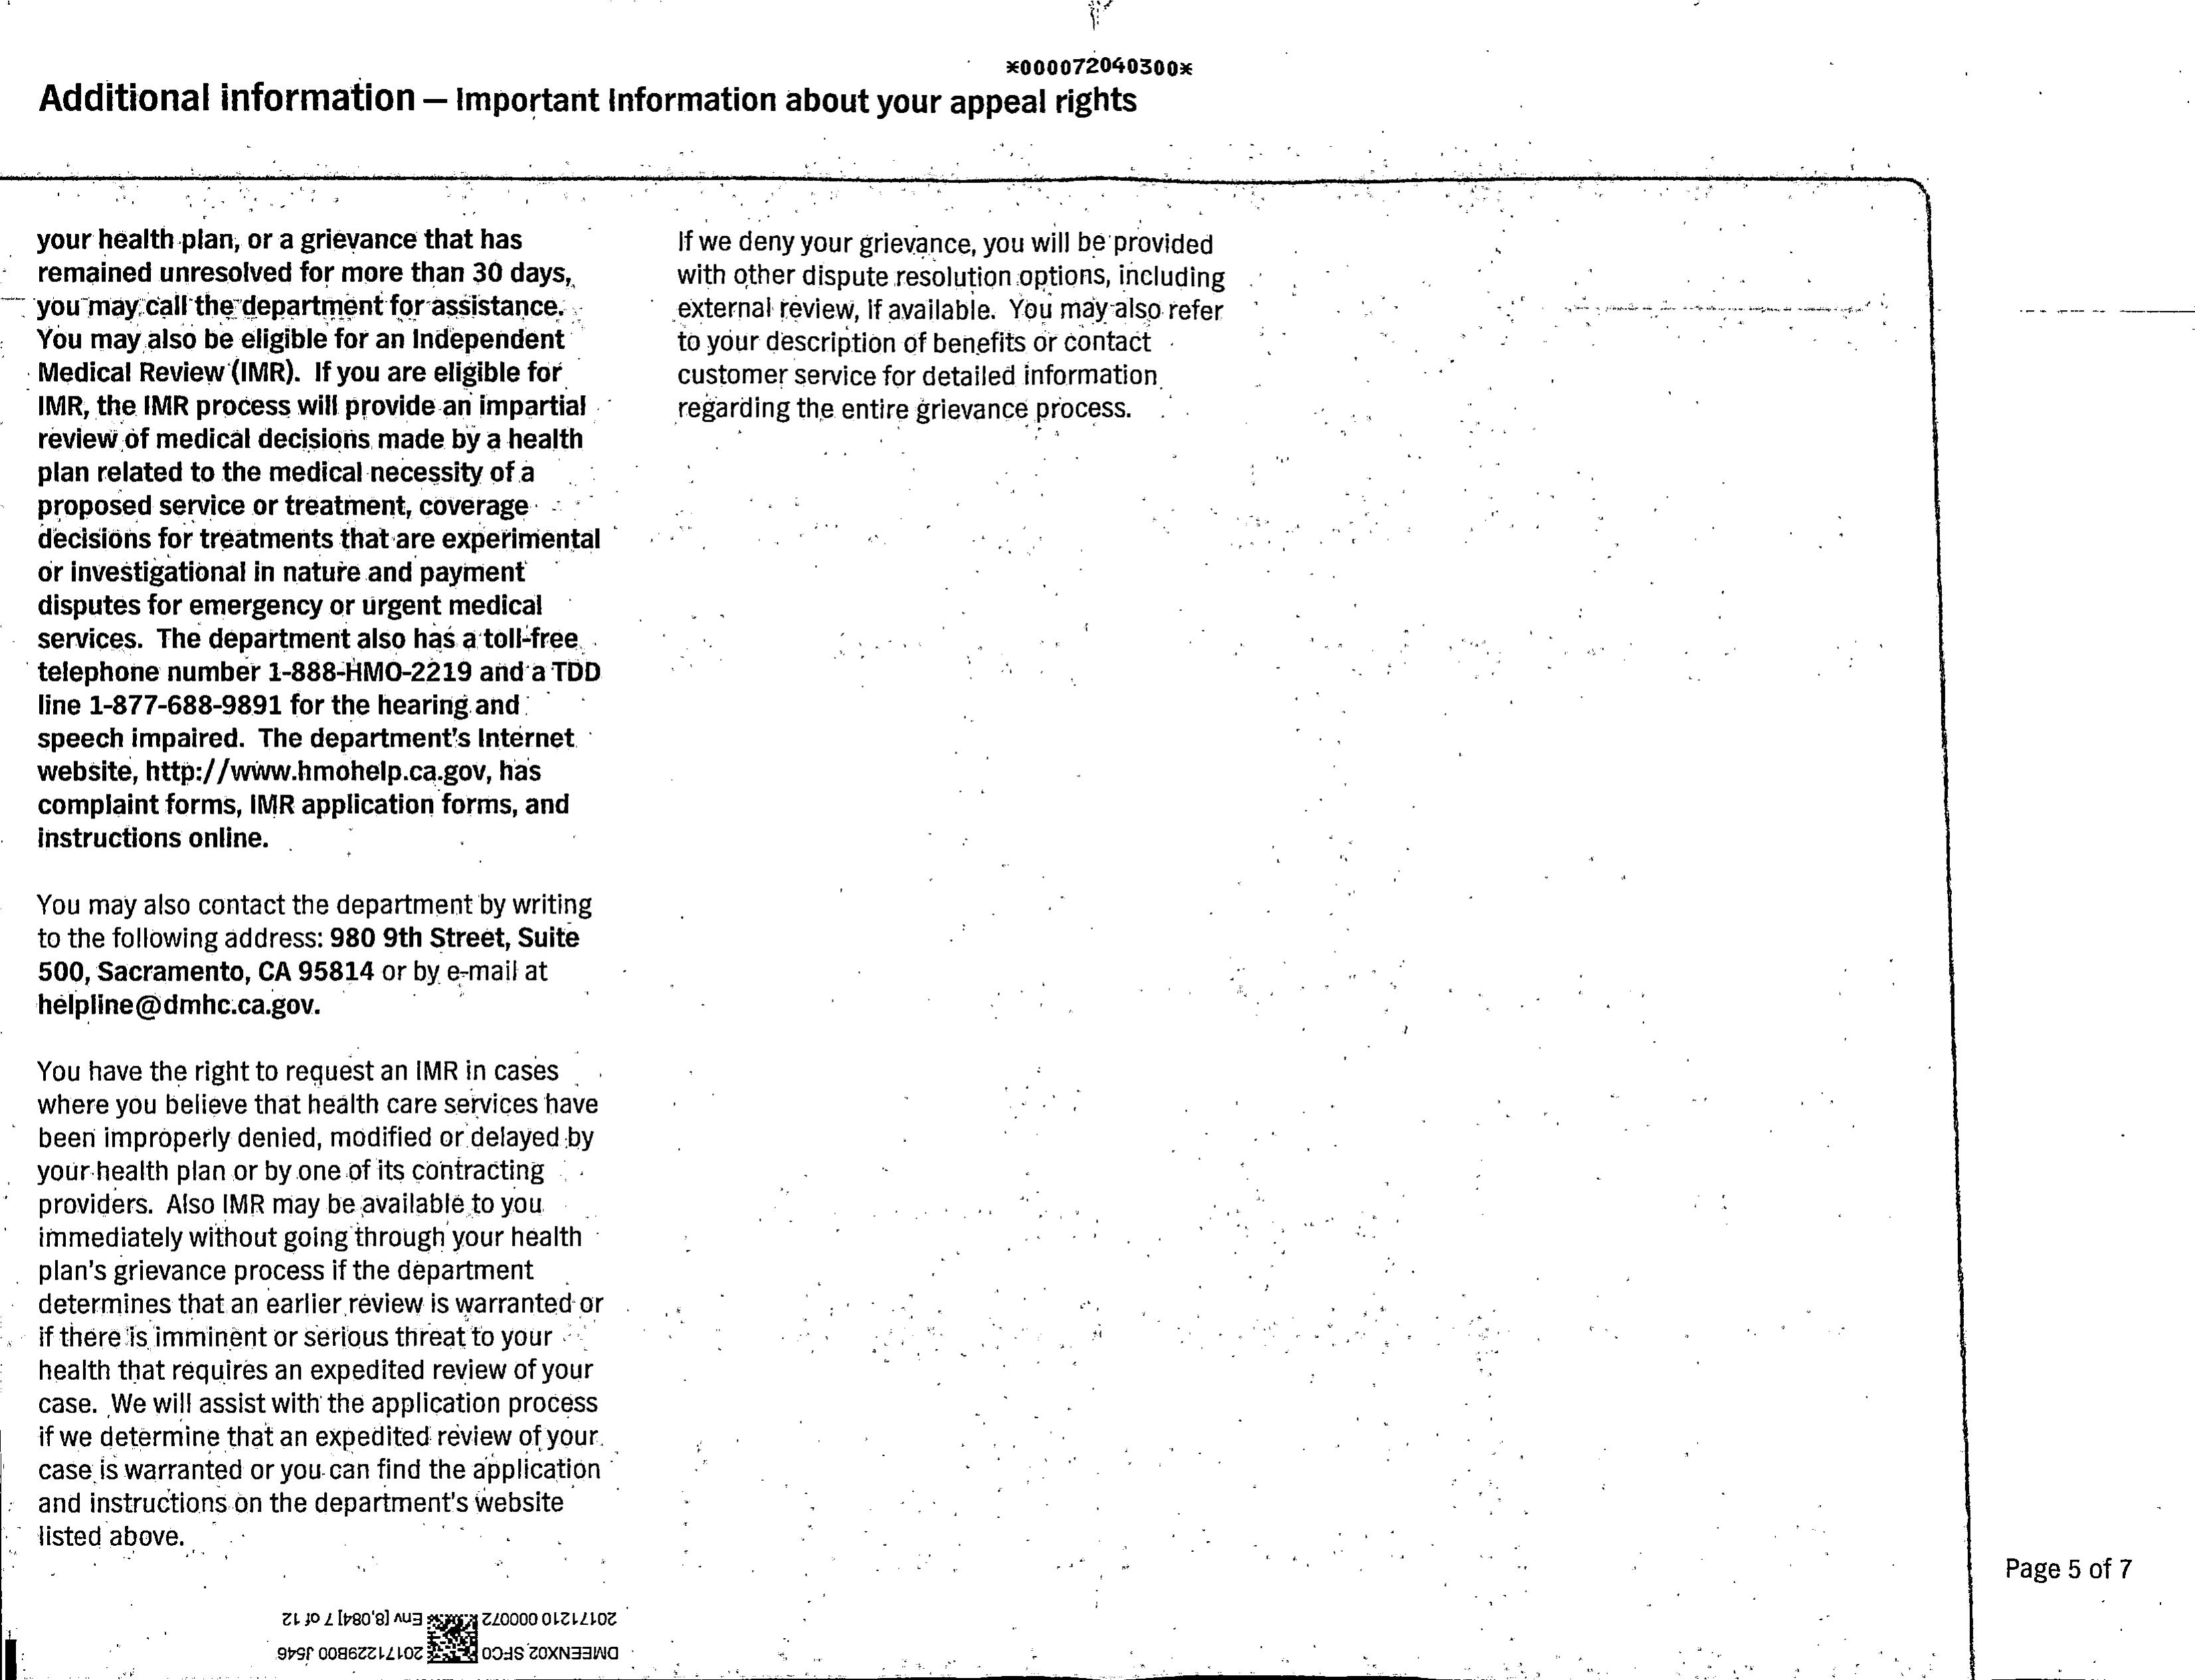 *000072040300*
Additional information — Important Information about your appeal rights
your health plan, or a grievance that has
remained unresolved for more than 30 days,
you may call the department for assistance.
You may also be eligible for an Independent
Medical Review (IMR).  If you are eligible for
IMR, the IMR process will provide an impartial
review of medical decisions made by a health
plan related to the medical necessity of a
proposed service or treatment, coverage
decisions for treatments that are experimental
or investigational in nature and payment
disputes for emergency or urgent medical
services.  The department also has a toll-free
telephone number 1-888-HMO-2219 and a TDD
line 1-877-688-9891 for the hearing and
speech impaired.  The department's Internet
website, http://www.hmohelp.ca.gov, has
complaint forms, IMR application forms, and
instructions online.
You may also contact the department by writing
to the following address: 980 9th Street, Suite
500, Sacramento, CA 95814 or by e-mail at
helpline@dmhc.ca.gov.
You have the right to request an IMR in cases
where you believe that health care services have
been improperly denied, modified or delayed by
your health plan or by one of its contracting
providers.  Also IMR may be available to you
immediately without going through your health
plan's grievance process if the department
determines that an earlier review is warranted or
if there is imminent or serious threat to your
health that requires an expedited review of your
case.  We will assist with the application process
if we determine that an expedited review of your
case is warranted or you can find the application
and instructions on the department's website
listed above.
If we deny your grievance, you will be provided
with other dispute resolution options, including
external review, if available.  You may also refer
to your description of benefits or contact
customer service for detailed information
regarding the entire grievance process.
Page 5 of 7
DMEENX02 SFC0 20171229B00 J546
20171210 000072 Env [8,084] 7 of 12